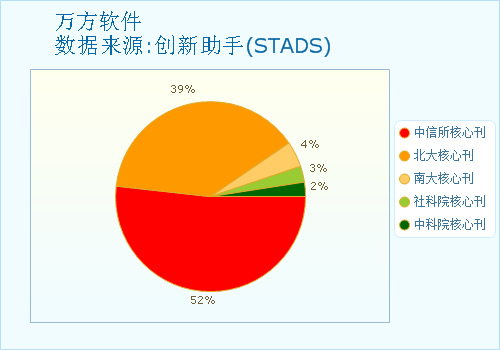 万方软件
数据来源:创新助手(STADS)
39%
4%
3%
2%
52%
中信所核心刊
北大核心刊
南大核心刊
社科院核心刊
中科院核心刊